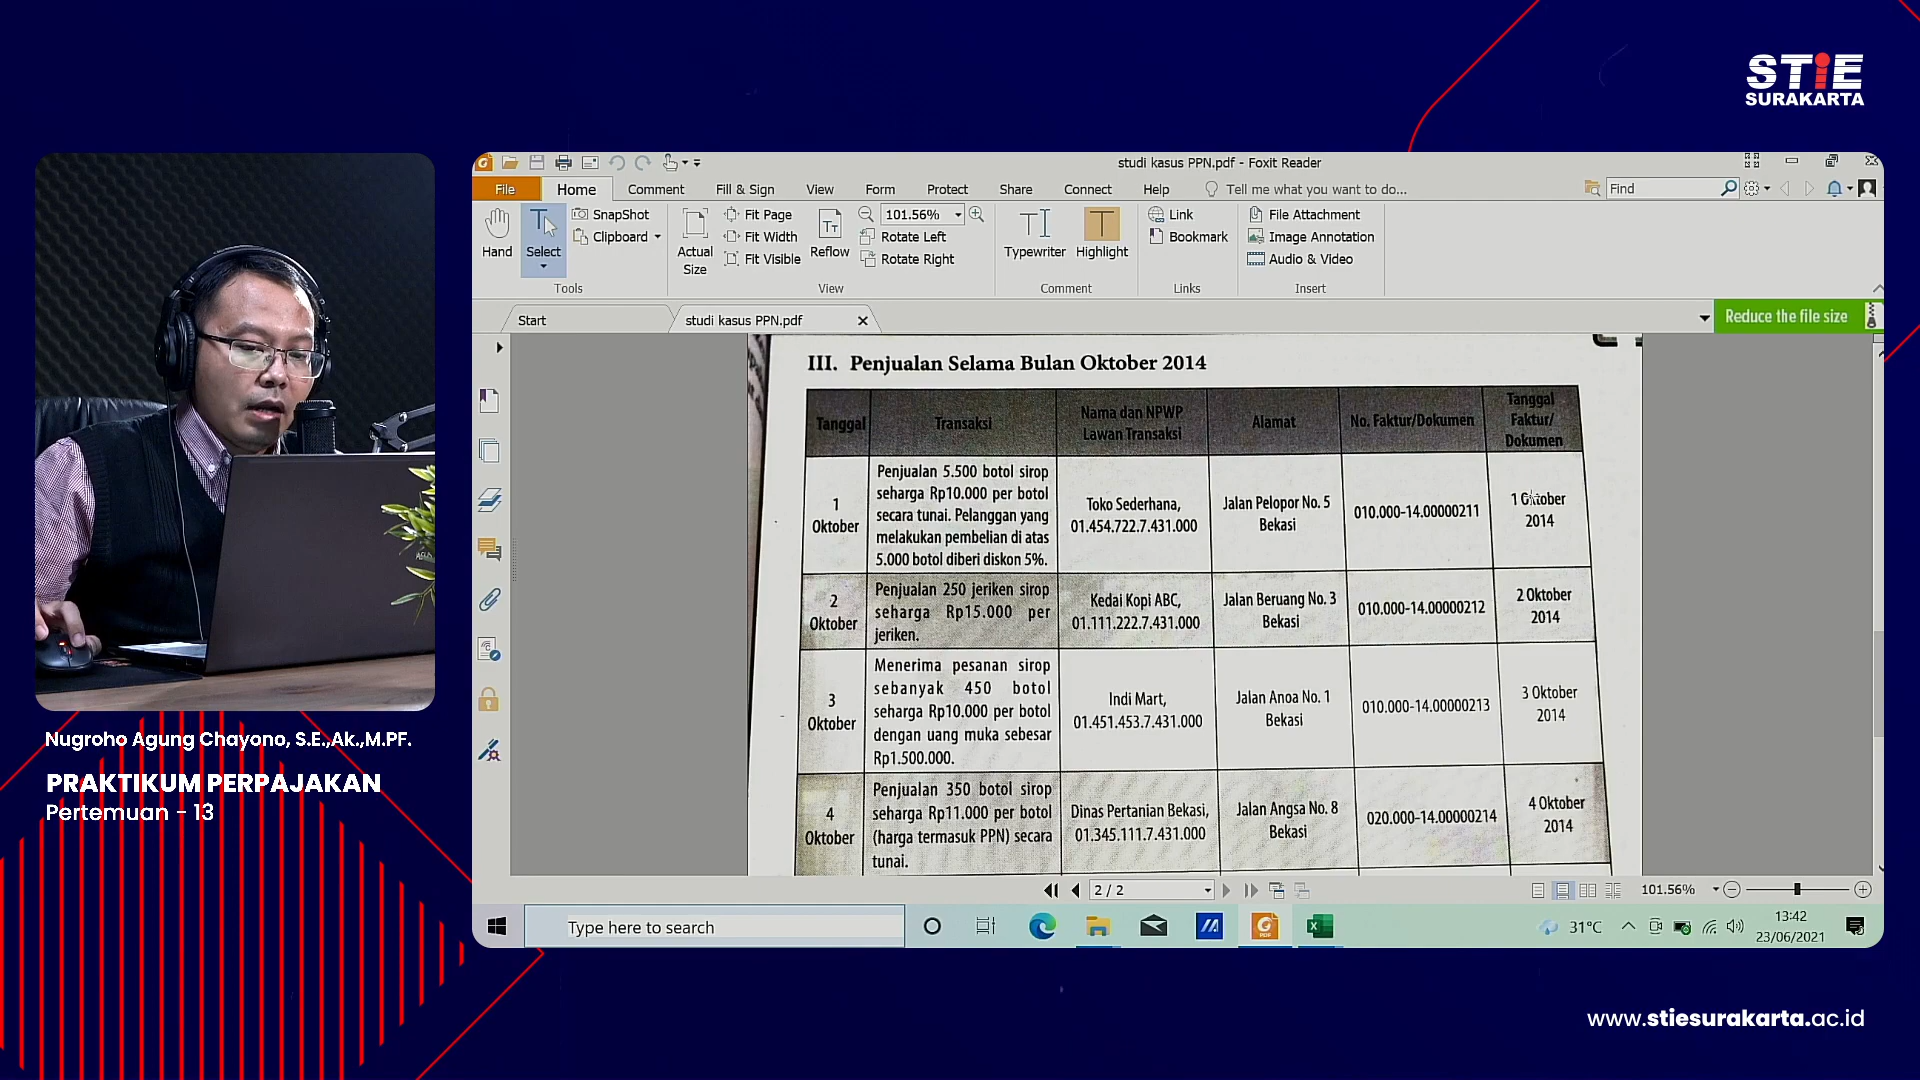 STiE
SURAKARTA
studi kasus PPN.pdf - Foxit Reader
File
Home
Comment
Fill & Sign
View
Form
Protect
Share
Connect
Help
Tell me what you want to do...
Find
Hand
Select
SnapShot
Clipboard
Tools
Actual
Size
Fit Page
Fit Width
Fit Visible
Reflow
101.56%
Rotate Left
Rotate Right
View
Typewriter
Highlight
Comment
Link
Bookmark
Links
File Attachment
Image Annotation
Audio & Video
Insert
Start
studi kasus PPN.pdf
Reduce the file size
III. Penjualan Selama Bulan Oktober 2014
Tanggal
Transaksi
Nama dan NPWP
Lawan Transaksi
Alamat
No. Faktur/Dokumen
Tanggal
Faktur/
Dokumen
1
Oktober
Penjualan 5.500 botol sirop
seharga Rp10.000 per botol
secara tunai. Pelanggan yang
melakukan pembelian di atas
5.000 botol diberi diskon 5%.
Toko Sederhana,
01.454.722.7.431.000
Jalan Pelopor No. 5
Bekasi
010.000-14.00000211
1 Oktober
2014
2
Oktober
Penjualan 250 jeriken sirop
seharga Rp15.000 per
jeriken.
Kedai Kopi ABC,
01.111.222.7.431.000
Jalan Beruang No. 3
Bekasi
010.000-14.00000212
2 Oktober
2014
3
Oktober
Menerima pesanan sirop
sebanyak 450 botol
seharga Rp10.000 per botol
dengan uang muka sebesar
Rp1.500.000.
Indi Mart,
01.451.453.7.431.000
Jalan Anoa No. 1
Bekasi
010.000-14.00000213
3 Oktober
2014
4
Oktober
Penjualan 350 botol sirop
seharga Rp11.000 per botol
(harga termasuk PPN) secara
tunai.
Dinas Pertanian Bekasi,
01.345.111.7.431.000
Jalan Angsa No. 8
Bekasi
020.000-14.00000214
4 Oktober
2014
2 / 2
101.56%
Type here to search
31°C
13:42
23/06/2021
Nugroho Agung Chayono, S.E.,Ak.,M.PF.
PRAKTIKUM PERPAJAKAN
Pertemuan - 13
www.stiesurakarta.ac.id